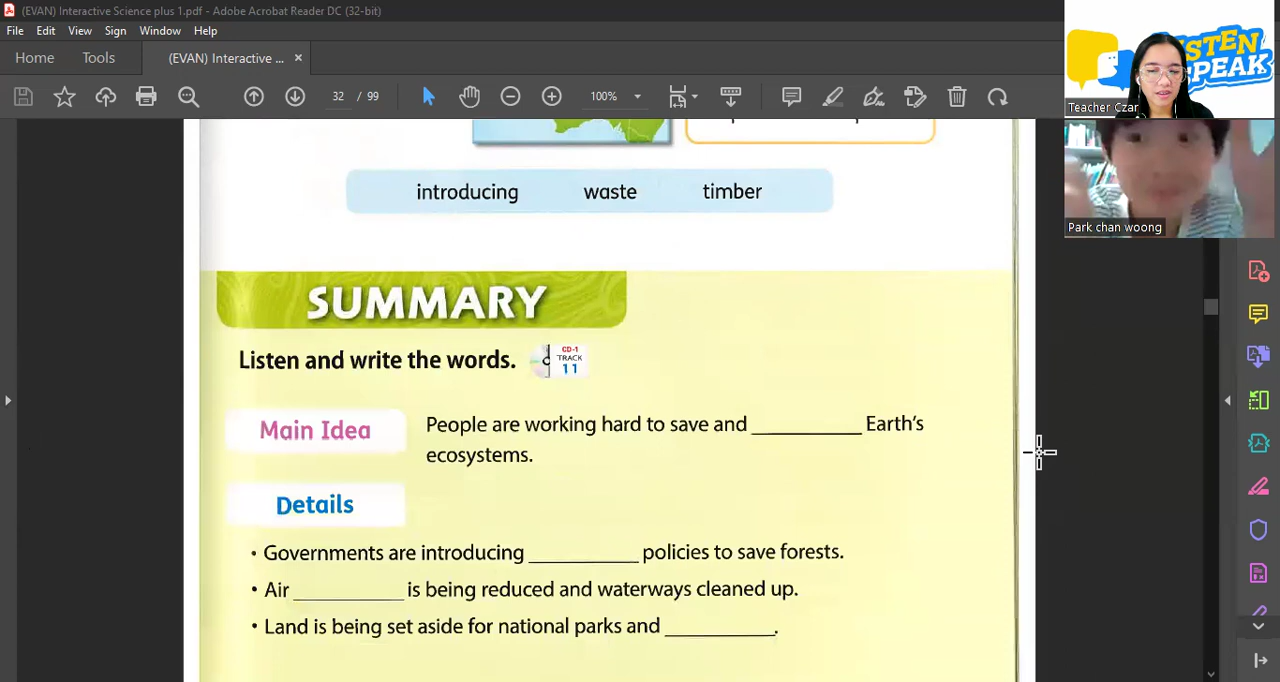 (EVAN) Interactive Science plus 1.pdf - Adobe Acrobat Reader DC (32-bit)
File Edit View Sign Window Help
Home Tools (EVAN) Interactive ... ×
32 / 99 100%
Teacher Czar
Park chan woong
introducing waste timber
SUMMARY
Listen and write the words. CD-1 TRACK 11
Main Idea People are working hard to save and __________ Earth's
ecosystems.
Details
• Governments are introducing __________ policies to save forests.
• Air __________ is being reduced and waterways cleaned up.
• Land is being set aside for national parks and __________.